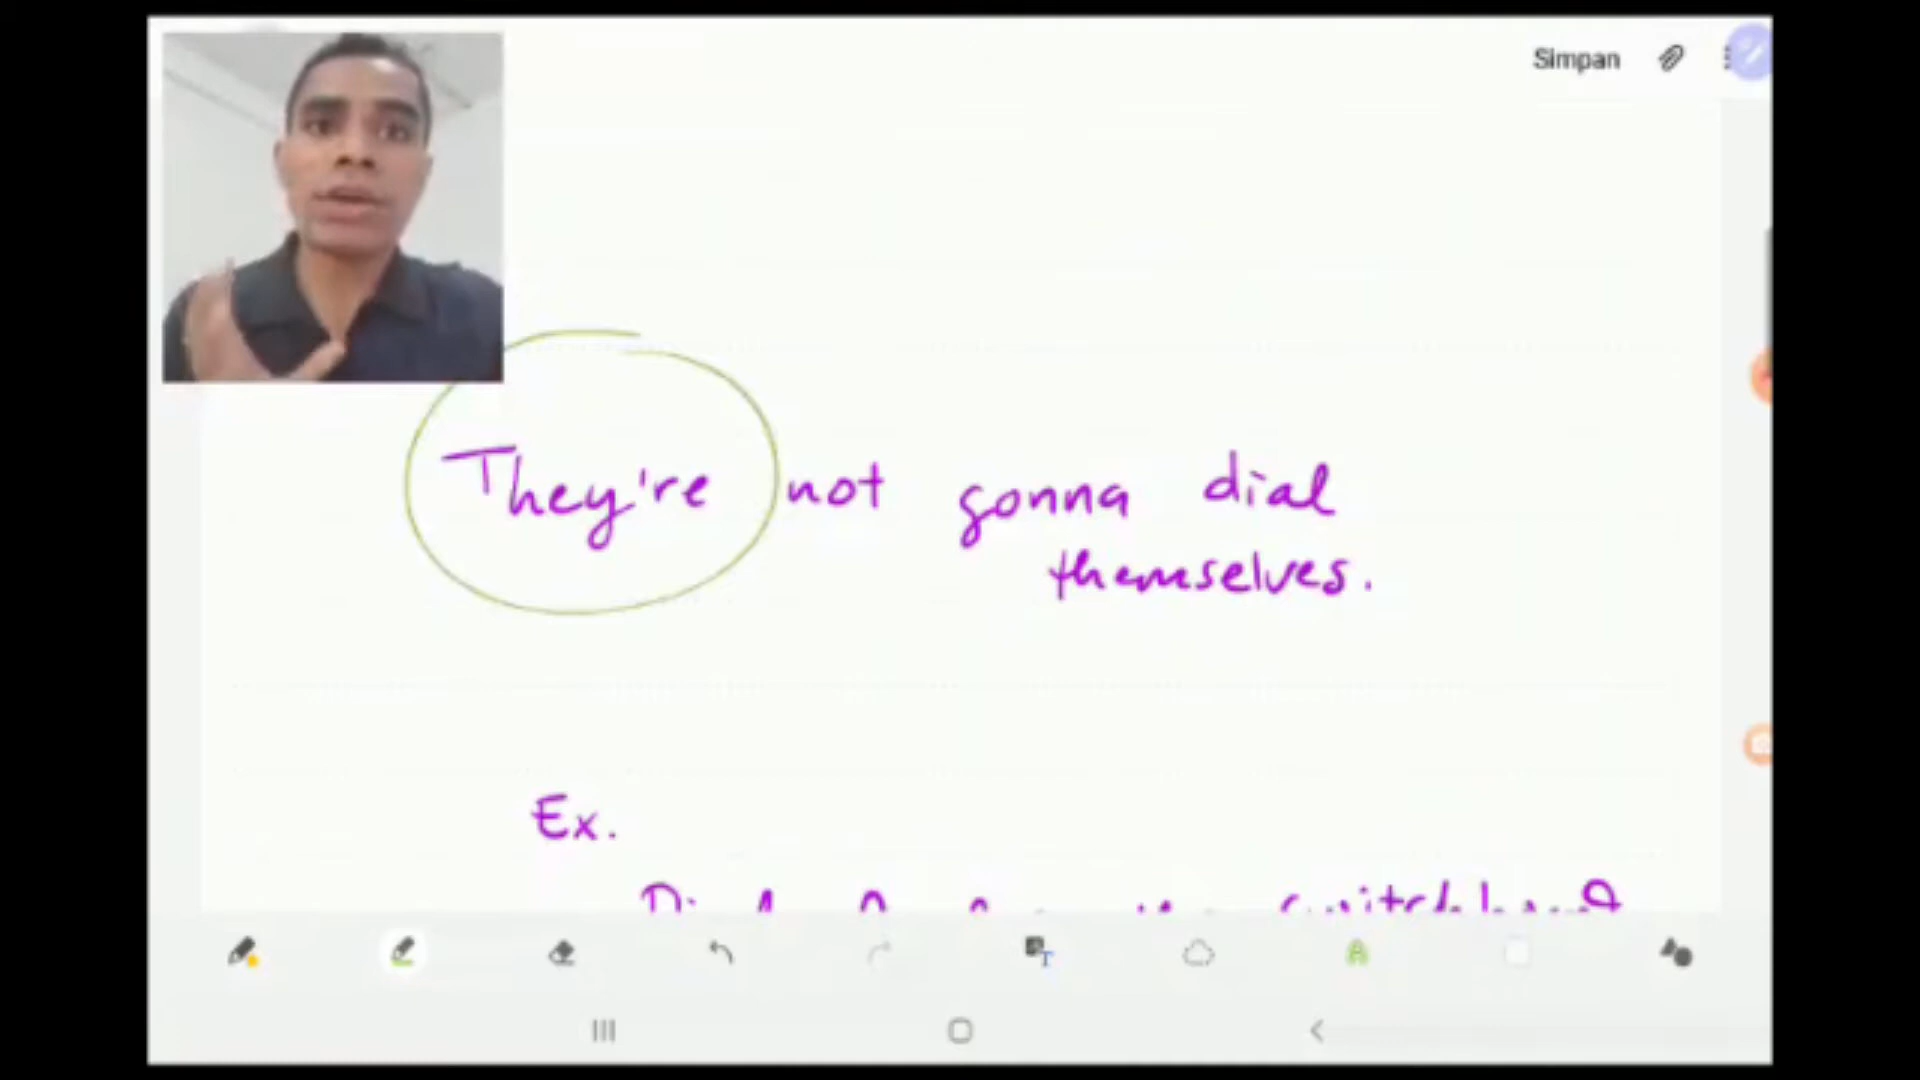 Simpan
They're not gonna dial
themselves.
Ex.